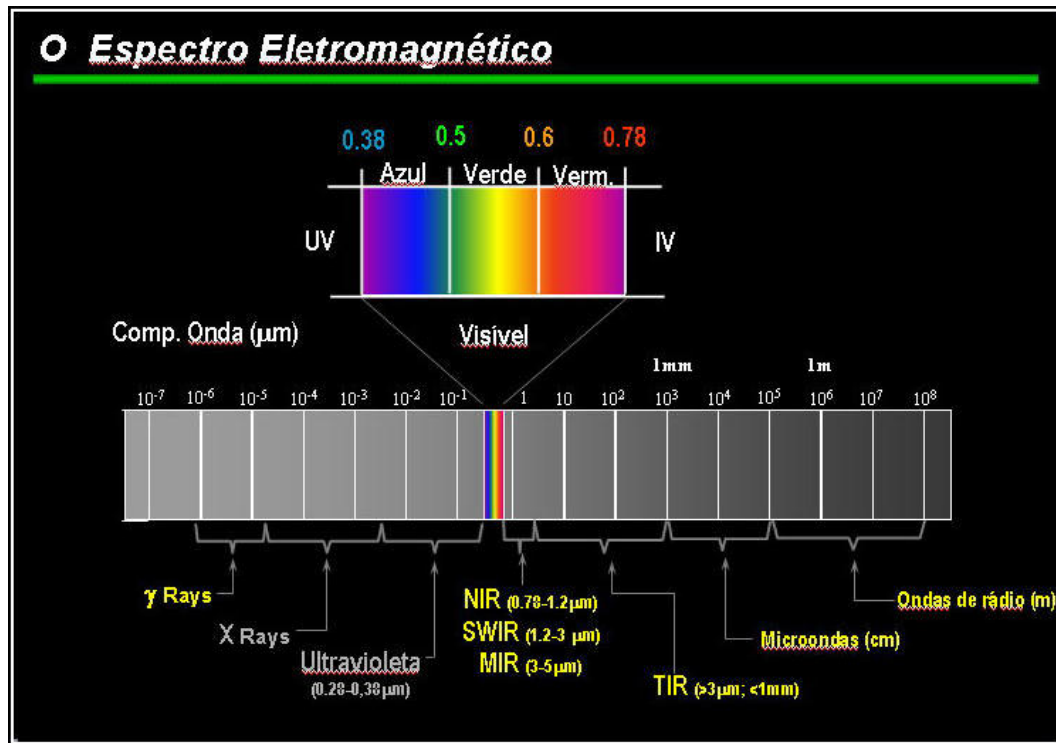 O Espectro Eletromagnético
0.38 0.5 0.6 0.78
Azul Verde Verm.
UV IV
Comp. Onda (μm) Visível
1mm 1m
10⁻⁷ 10⁻⁶ 10⁻⁵ 10⁻⁴ 10⁻³ 10⁻² 10⁻¹ 1 10 10² 10³ 10⁴ 10⁵ 10⁶ 10⁷ 10⁸
γ Rays
X Rays
Ultravioleta
(0.28-0,38μm)
NIR (0.78-1.2μm)
SWIR (1.2-3 μm)
MIR (3-5μm)
TIR (>3μm; <1mm)
Microondas (cm)
Ondas de rádio (m)